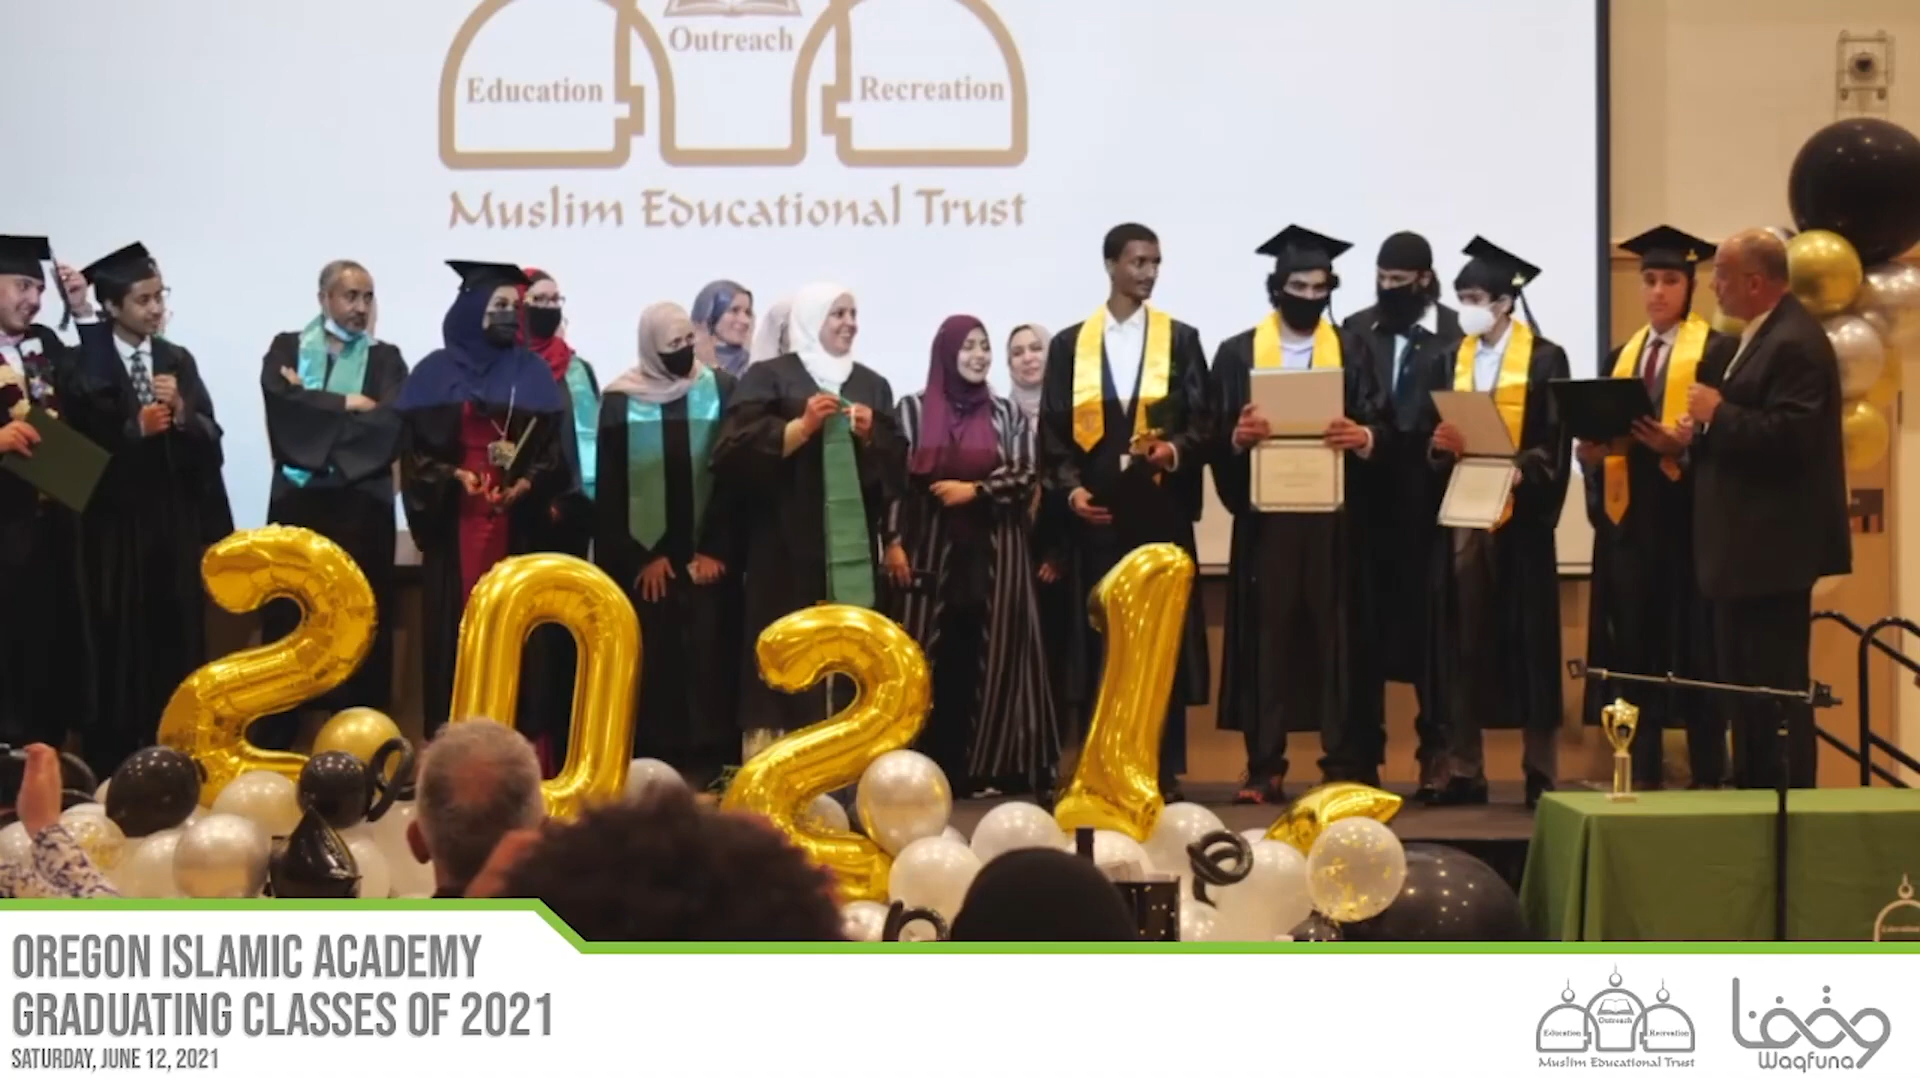 Outreach
Education
Recreation
Muslim Educational Trust
2021
OREGON ISLAMIC ACADEMY
GRADUATING CLASSES OF 2021
SATURDAY, JUNE 12, 2021
Outreach
Education
Recreation
Muslim Educational Trust
وقفنا
Waqfuna